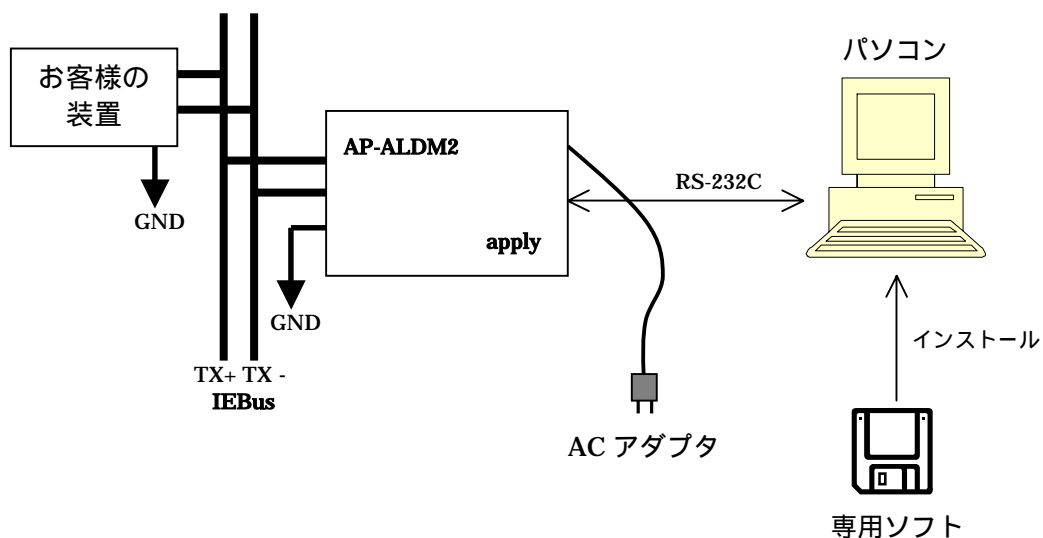 お客様の
装置
GND
TX+ TX -
IEBus
AP-ALDM2
apply
GND
RS-232C
AC アダプタ
パソコン
インストール
専用ソフト